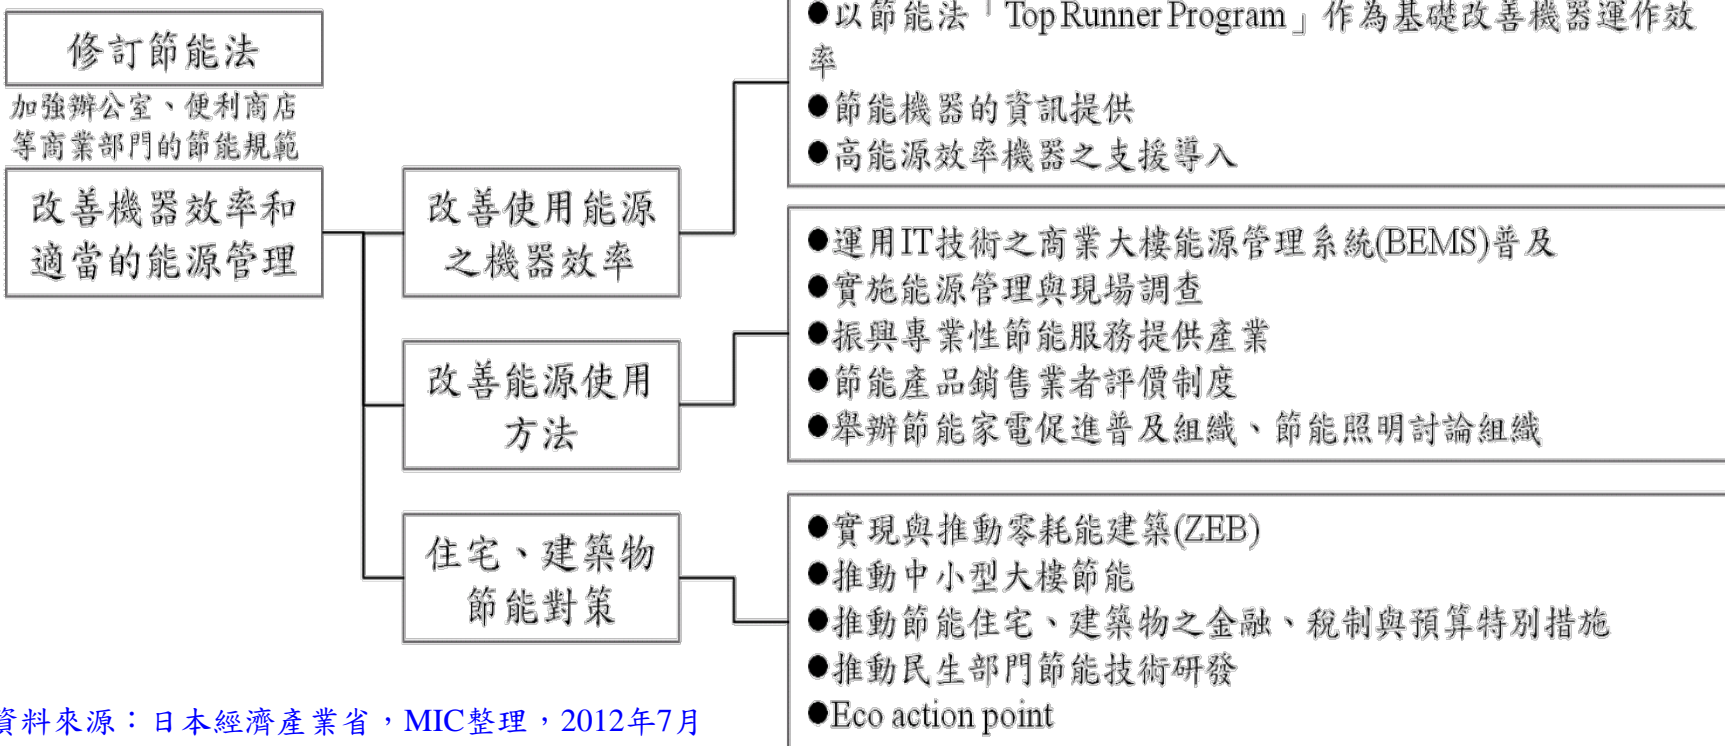 修訂節能法
加強辦公室、便利商店
等商業部門的節能規範
改善機器效率和
適當的能源管理
改善使用能源
之機器效率
改善能源使用
方法
住宅、建築物
節能對策
●以節能法「Top Runner Program」作為基礎改善機器運作效
率
●節能機器的資訊提供
●高能源效率機器之支援導入
●運用IT技術之商業大樓能源管理系統(BEMS)普及
●實施能源管理與現場調查
●振興專業性節能服務提供產業
●節能產品銷售業者評價制度
●舉辦節能家電促進普及組織、節能照明討論組織
●實現與推動零耗能建築(ZEB)
●推動中小型大樓節能
●推動節能住宅、建築物之金融、稅制與預算特別措施
●推動民生部門節能技術研發
●Eco action point
資料來源：日本經濟產業省，MIC整理，2012年7月